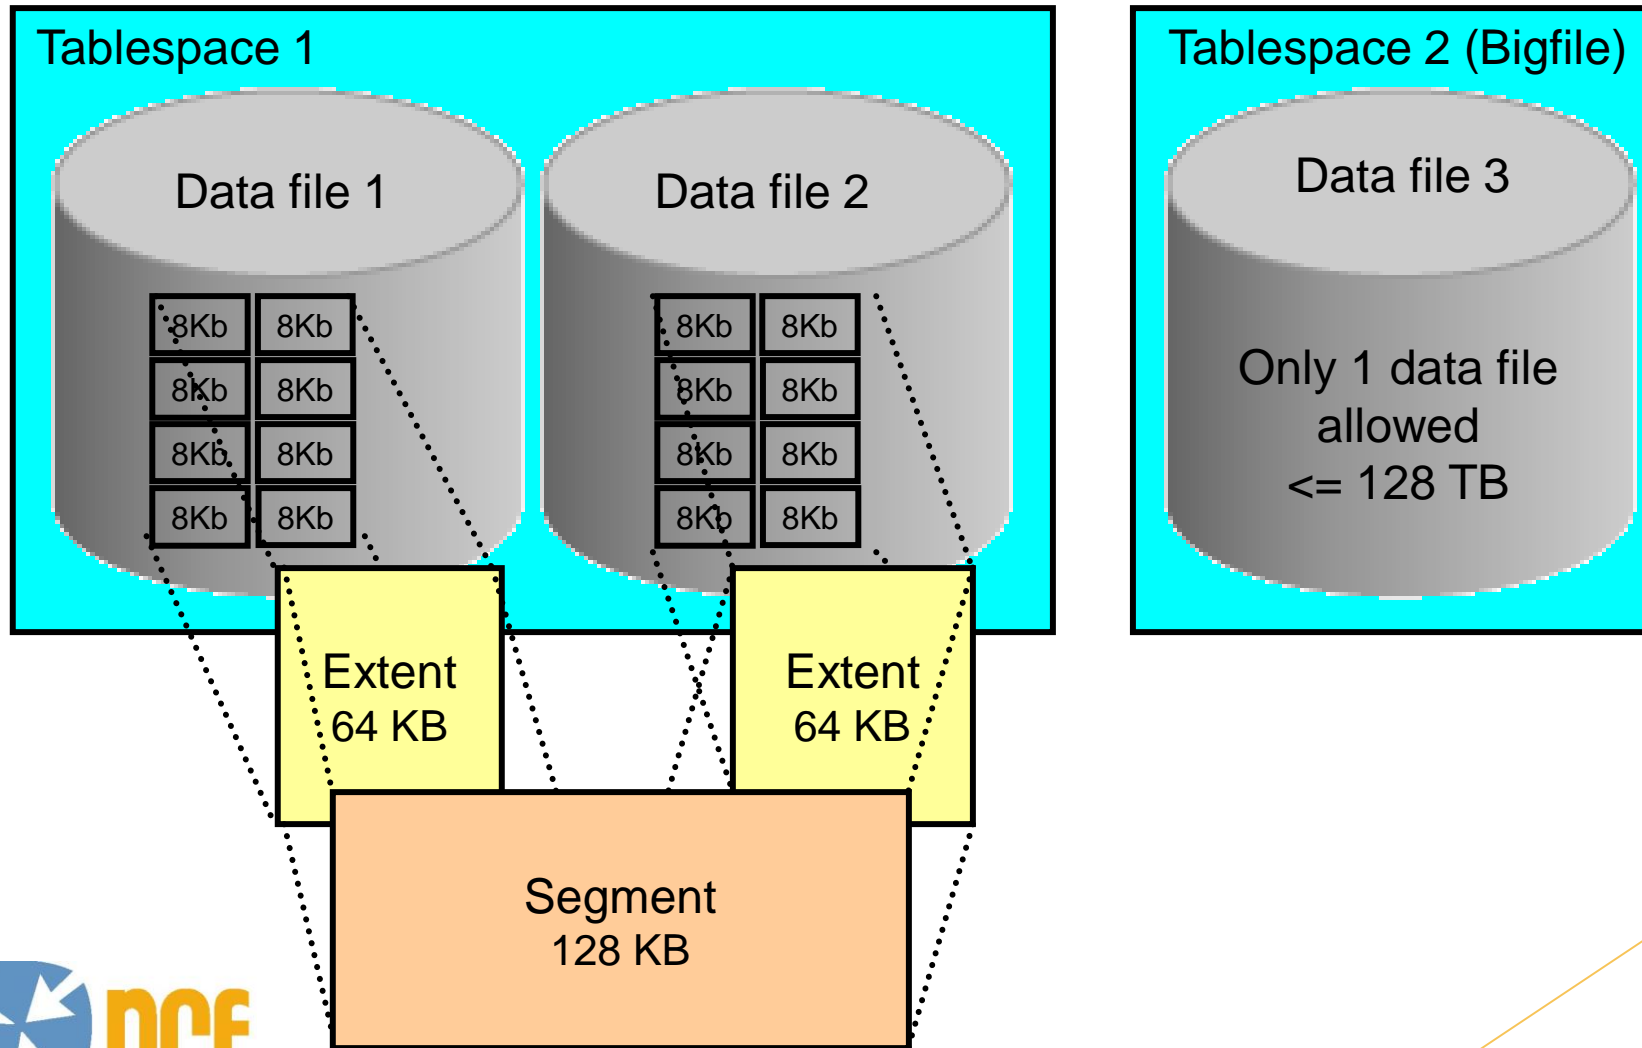 Tablespace 1
Data file 1
8Kb 8Kb
8Kb 8Kb
8Kb 8Kb
8Kb 8Kb
Data file 2
8Kb 8Kb
8Kb 8Kb
8Kb 8Kb
8Kb 8Kb
Extent
64 KB
Extent
64 KB
Segment
128 KB
Tablespace 2 (Bigfile)
Data file 3
Only 1 data file
allowed
<= 128 TB